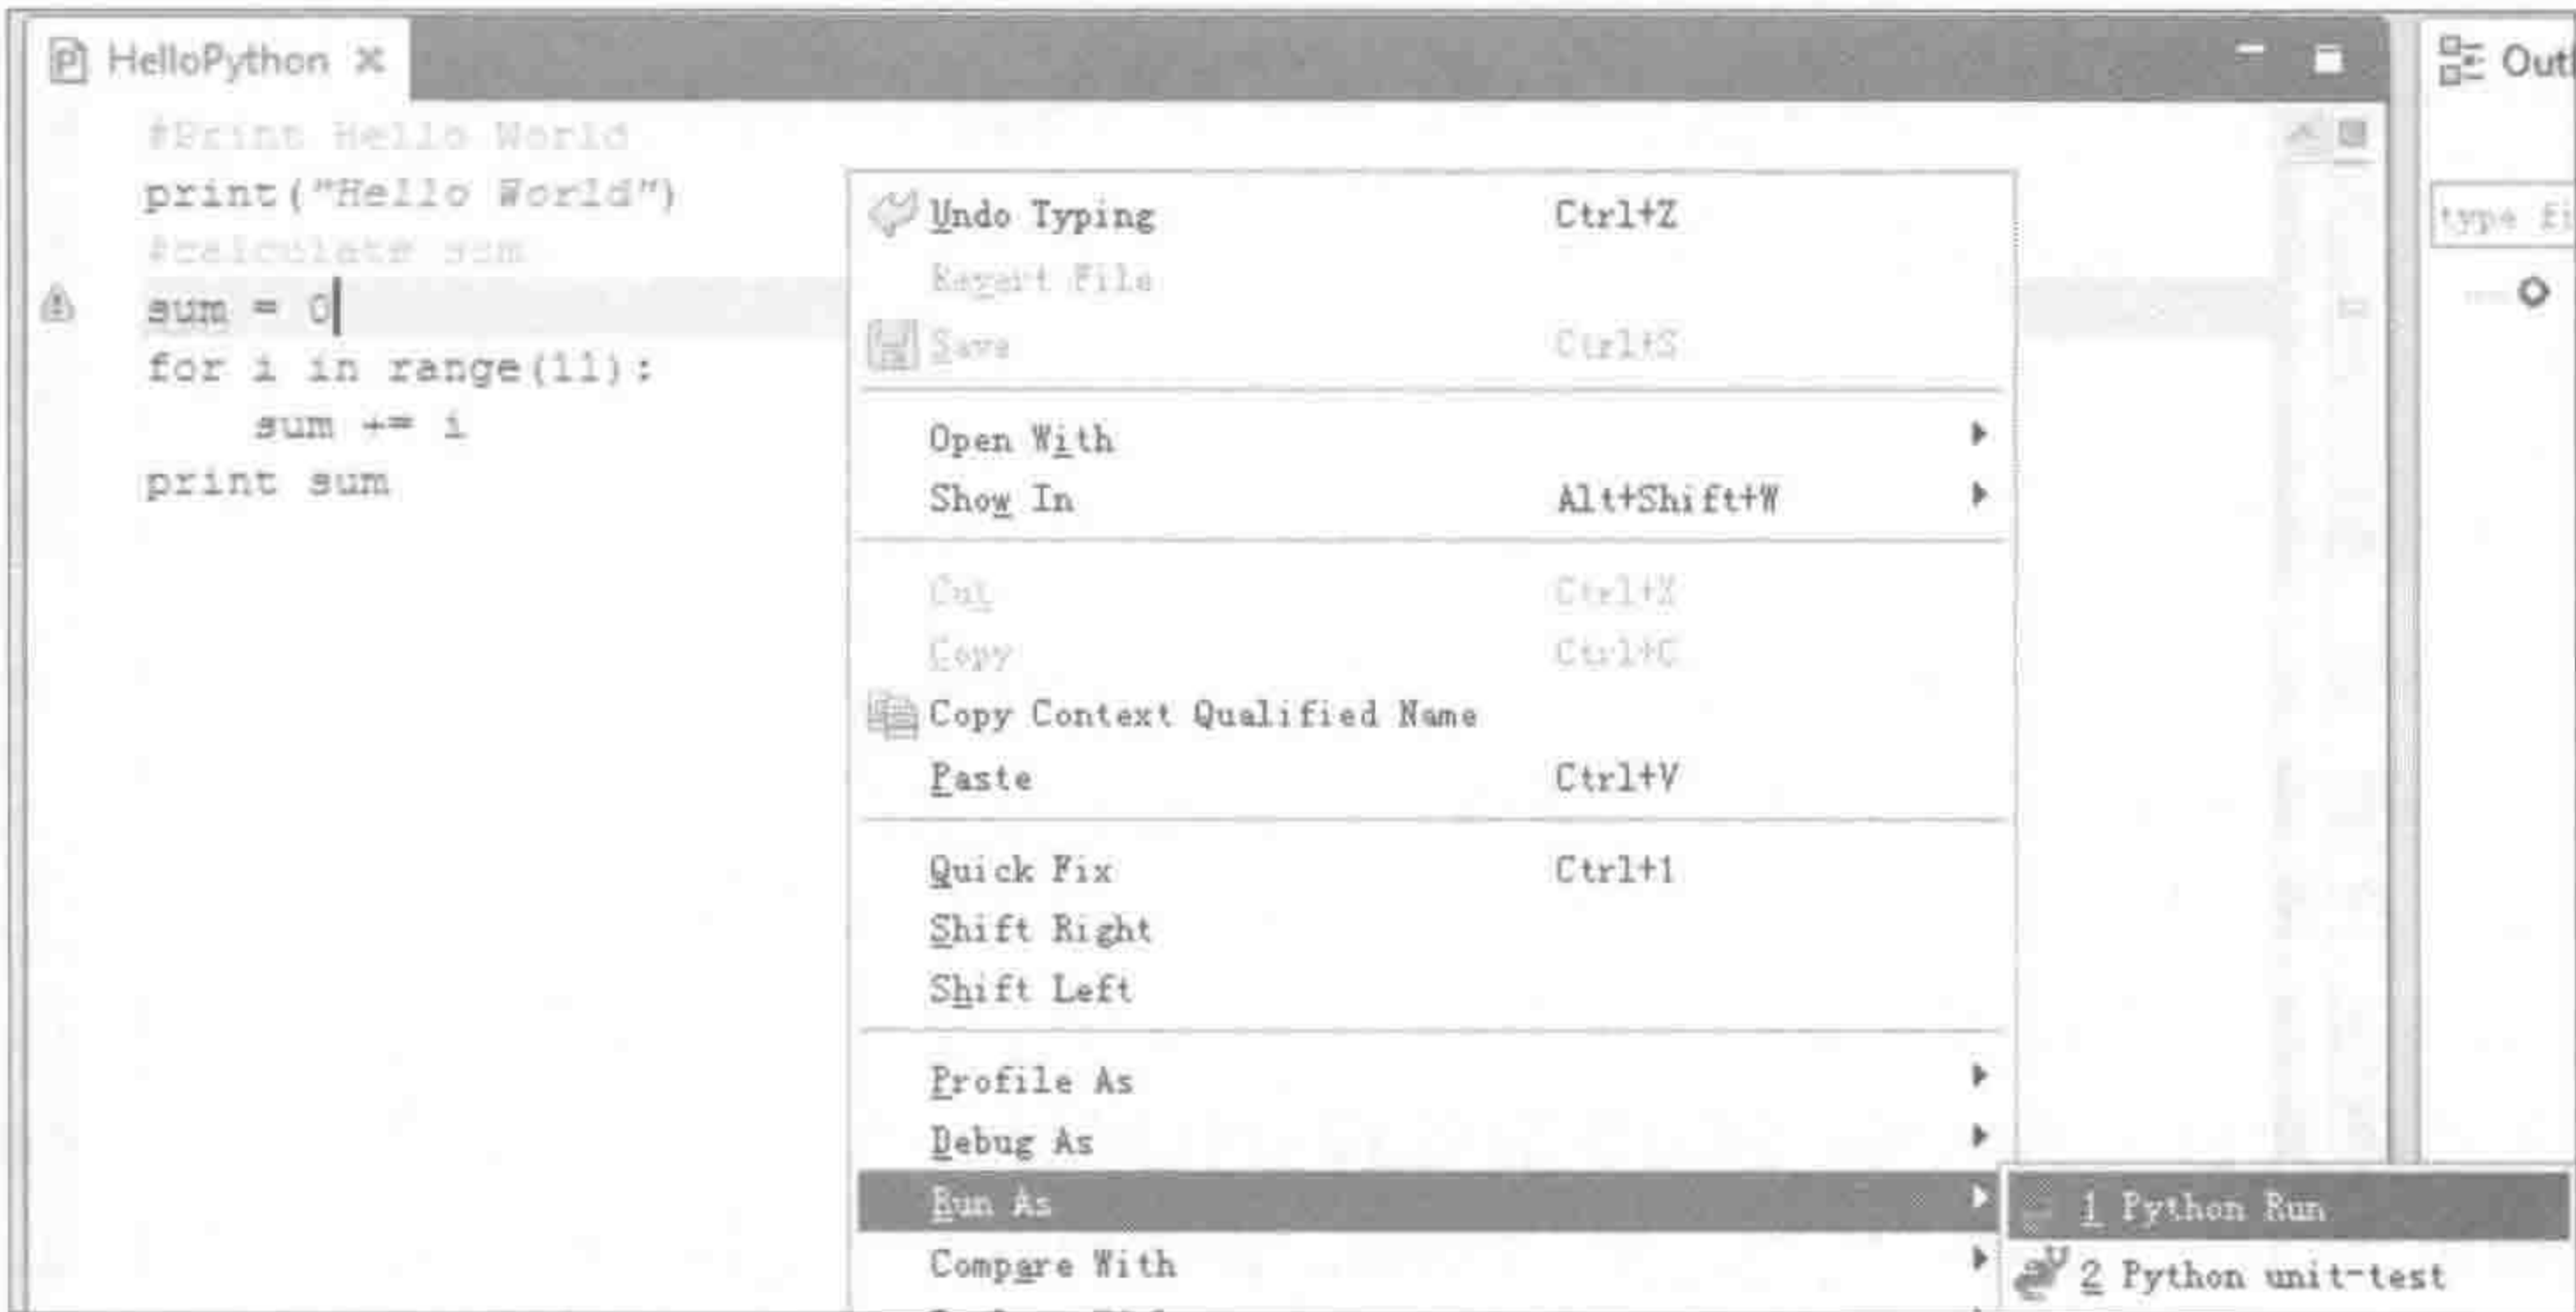 HelloPython
#Print Hello World
print("Hello World")
#calculate sum
sum = 0
for i in range(11):
sum += i
print sum
Undo Typing Ctrl+Z
Revert File
Save Ctrl+S
Open With
Show In Alt+Shift+W
Cut Ctrl+X
Copy Ctrl+C
Copy Context Qualified Name
Paste Ctrl+V
Quick Fix Ctrl+1
Shift Right
Shift Left
Profile As
Debug As
Run As
Compare With
1 Python Run
2 Python unit-test
Outl
type fi